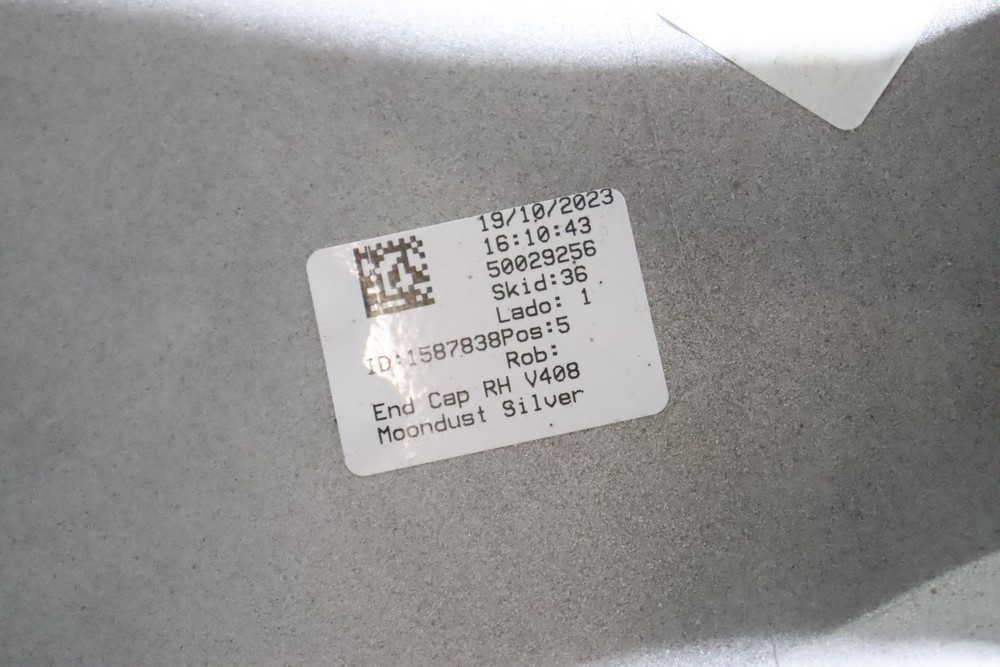 19/10/2023
16:10:43
50029256
Skid:36
Lado: 1
ID:1587838Pos:5
Rob:
End Cap RH V408
Moondust Silver